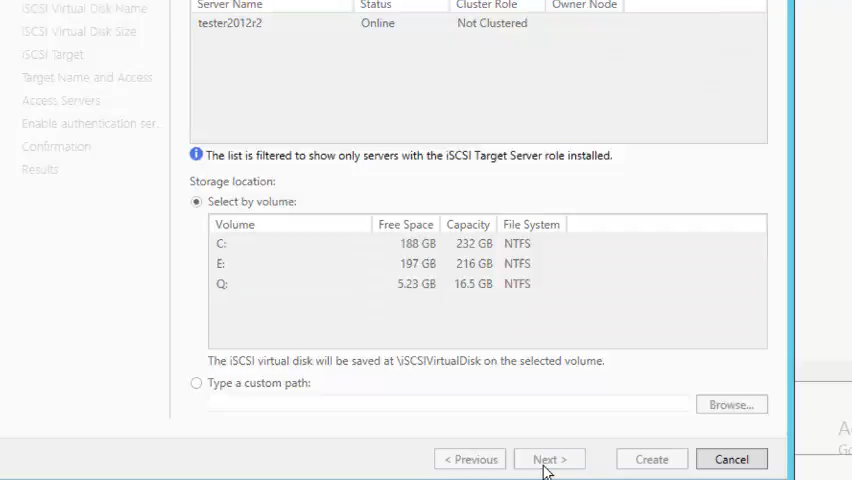 iSCSI Virtual Disk Name
Server Name Status Cluster Role Owner Node
iSCSI Virtual Disk Size
tester2012r2 Online Not Clustered
iSCSI Target
Target Name and Access
Access Servers
Enable authentication ser...
Confirmation
Results
The list is filtered to show only servers with the iSCSI Target Server role installed.
Storage location:
Select by volume:
Volume Free Space Capacity File System
C: 188 GB 232 GB NTFS
E: 197 GB 216 GB NTFS
Q: 5.23 GB 16.5 GB NTFS
The iSCSI virtual disk will be saved at \iSCSIVirtualDisk on the selected volume.
Type a custom path:
Browse...
< Previous Next > Create Cancel